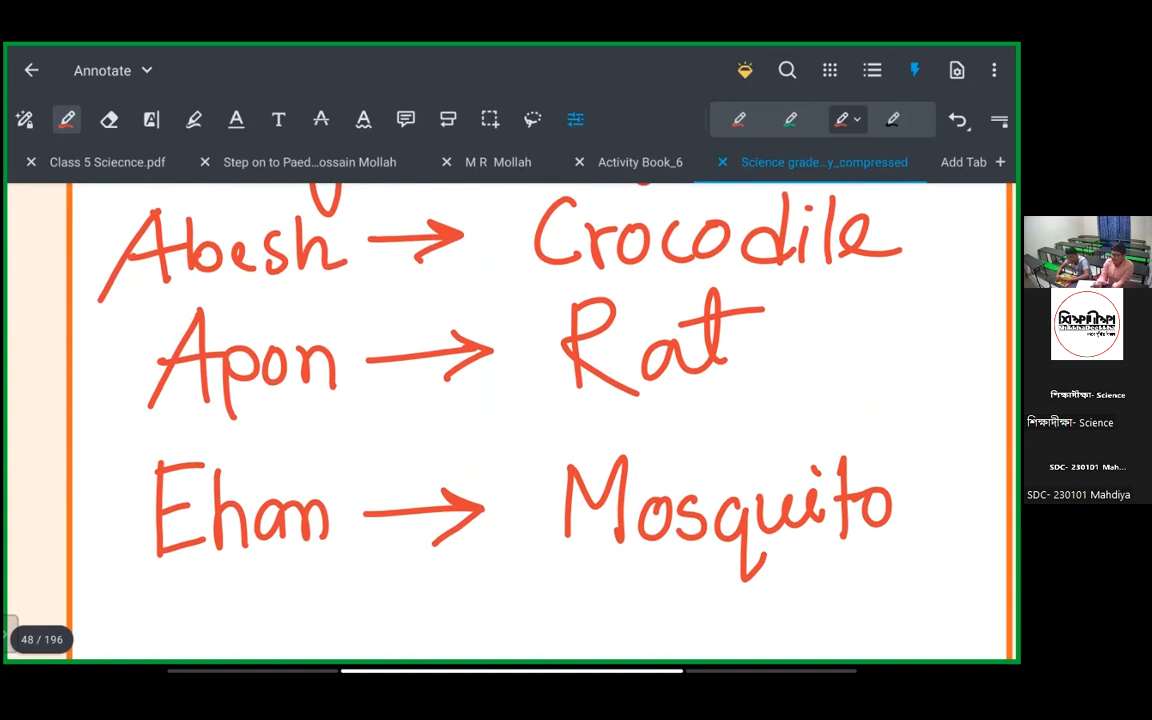 Annotate
Class 5 Sciecnce.pdf
Step on to Paed...ossain Mollah
M R Mollah
Activity Book_6
Science grade...y_compressed
Add Tab
Abesh → Crocodile
Apon → Rat
Ehan → Mosquito
48 / 196
শিক্ষাদীক্ষা
শিক্ষাদীক্ষা- Science
শিক্ষাদীক্ষা- Science
SDC- 230101 Mah...
SDC- 230101 Mahdiya